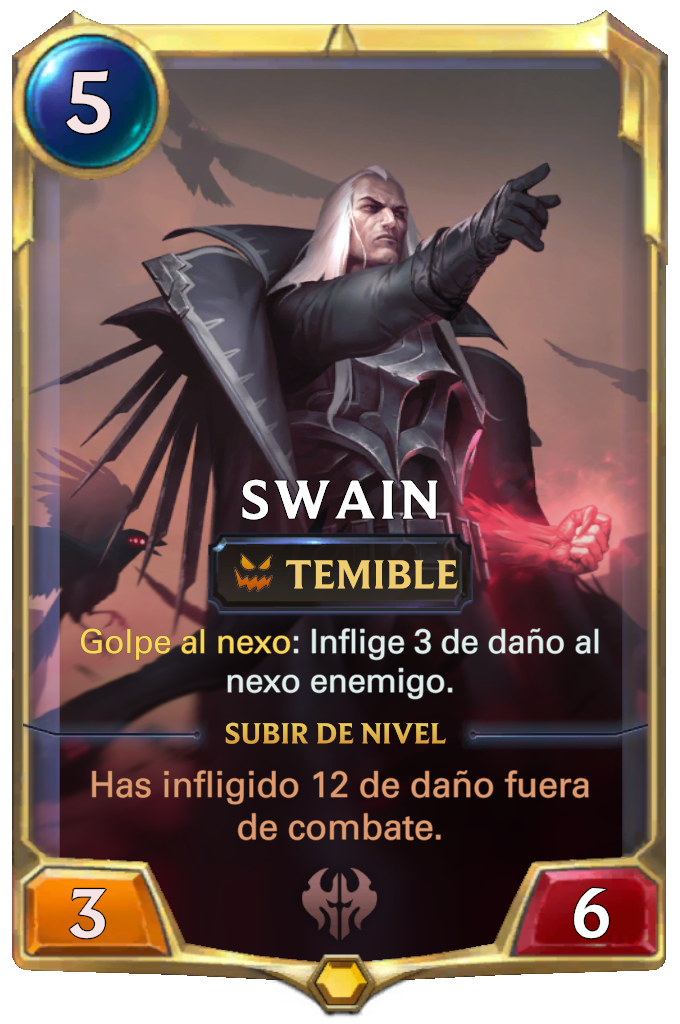 5
SWAIN
TEMIBLE
Golpe al nexo: Inflige 3 de daño al
nexo enemigo.
SUBIR DE NIVEL
Has infligido 12 de daño fuera
de combate.
3
6